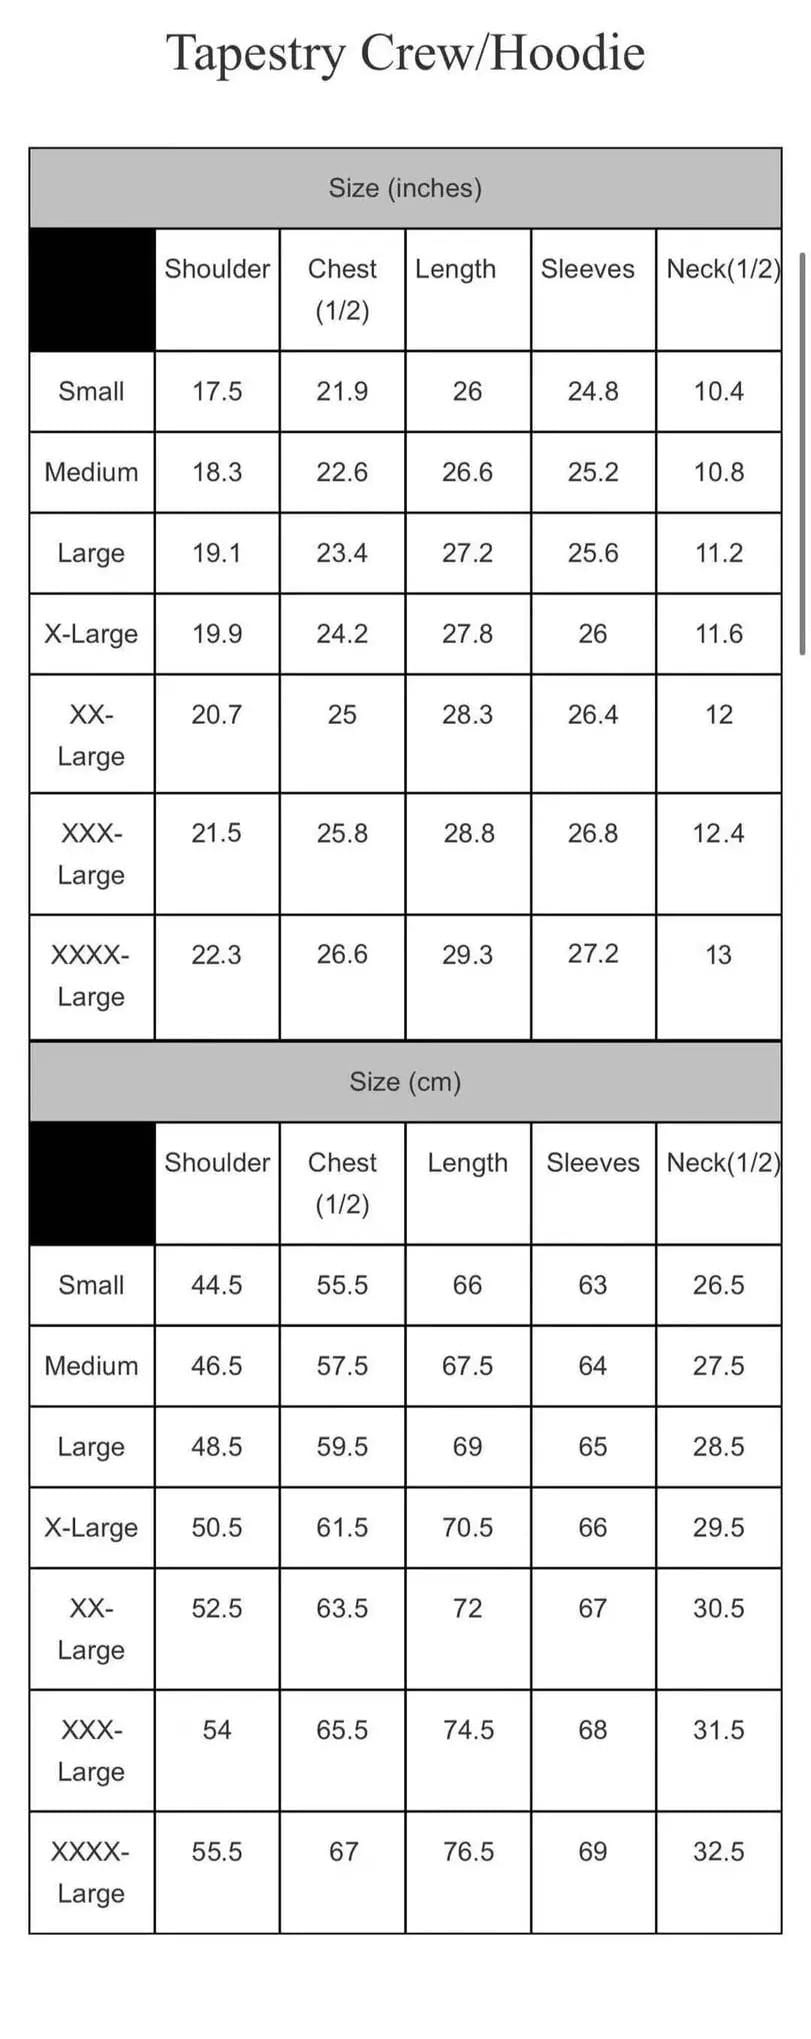 Tapestry Crew/Hoodie
Size (inches)
Shoulder Chest Length Sleeves Neck(1/2)
(1/2)
Small 17.5 21.9 26 24.8 10.4
Medium 18.3 22.6 26.6 25.2 10.8
Large 19.1 23.4 27.2 25.6 11.2
X-Large 19.9 24.2 27.8 26 11.6
XX- 20.7 25 28.3 26.4 12
Large
XXX- 21.5 25.8 28.8 26.8 12.4
Large
XXXX- 22.3 26.6 29.3 27.2 13
Large
Size (cm)
Shoulder Chest Length Sleeves Neck(1/2)
(1/2)
Small 44.5 55.5 66 63 26.5
Medium 46.5 57.5 67.5 64 27.5
Large 48.5 59.5 69 65 28.5
X-Large 50.5 61.5 70.5 66 29.5
XX- 52.5 63.5 72 67 30.5
Large
XXX- 54 65.5 74.5 68 31.5
Large
XXXX- 55.5 67 76.5 69 32.5
Large